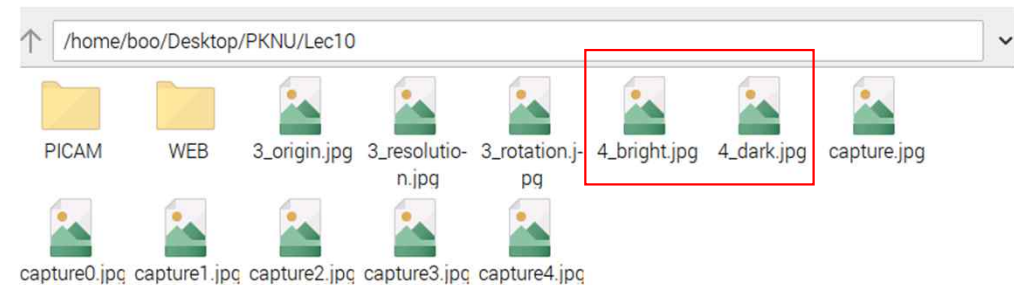 /home/boo/Desktop/PKNU/Lec10
PICAM
WEB
3_origin.jpg
3_resolutio-
n.jpg
3_rotation.j-
pg
4_bright.jpg
4_dark.jpg
capture.jpg
capture0.jpg
capture1.jpg
capture2.jpg
capture3.jpg
capture4.jpg